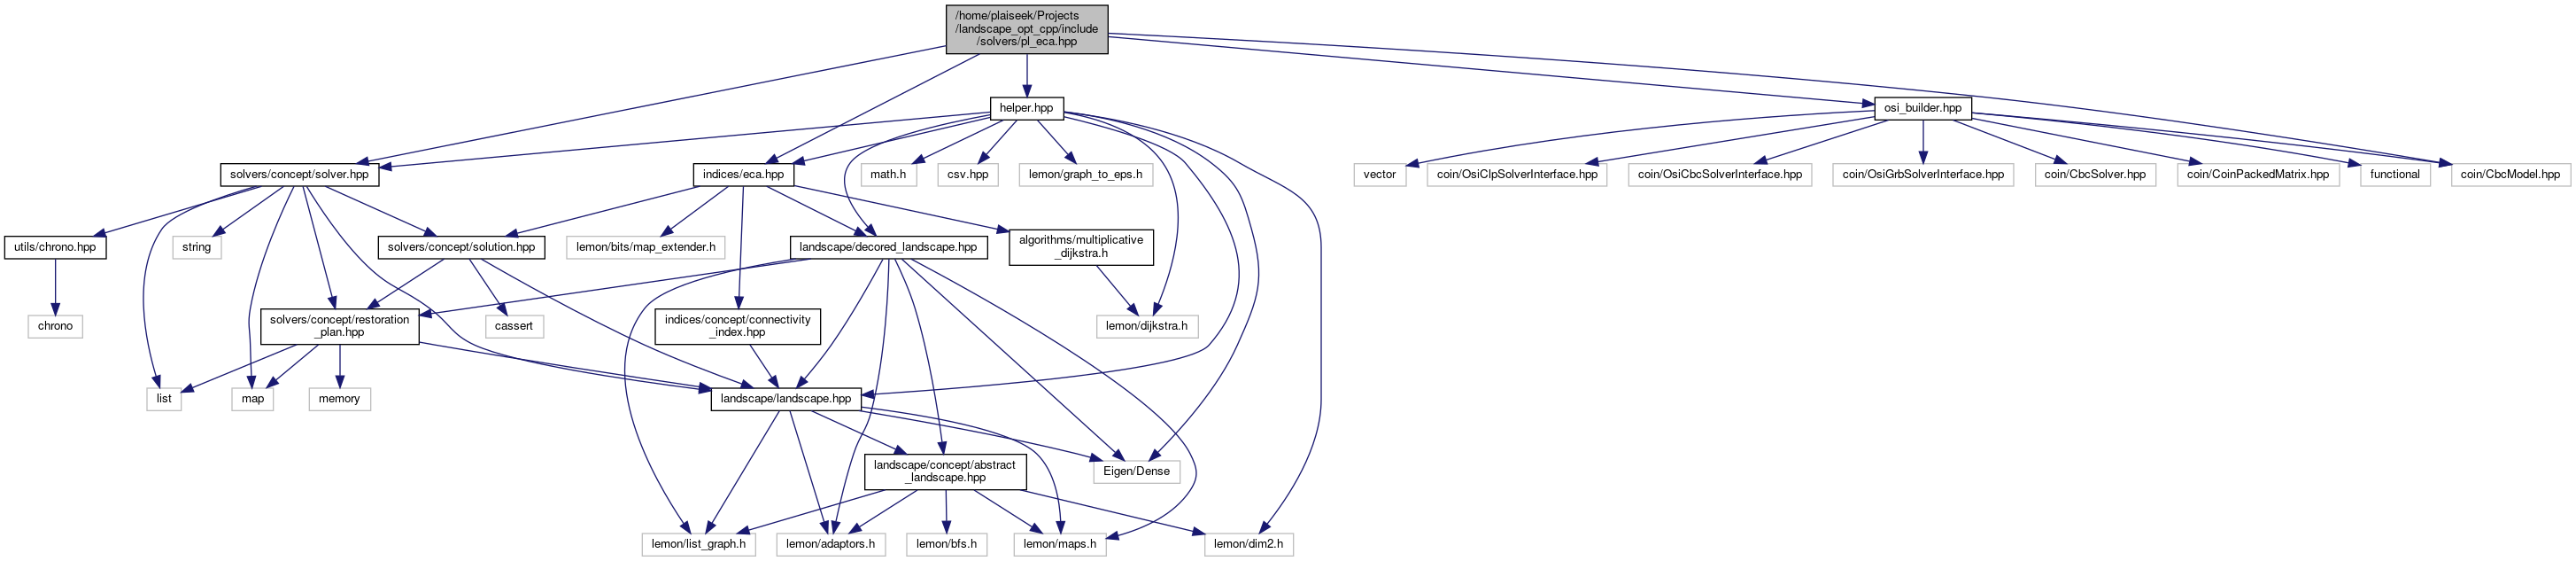 /home/plaiseek/Projects
/landscape_opt_cpp/include
/solvers/pl_eca.hpp
helper.hpp
osi_builder.hpp
solvers/concept/solver.hpp
indices/eca.hpp
math.h
csv.hpp
lemon/graph_to_eps.h
vector
coin/OsiClpSolverInterface.hpp
coin/OsiCbcSolverInterface.hpp
coin/OsiGrbSolverInterface.hpp
coin/CbcSolver.hpp
coin/CoinPackedMatrix.hpp
functional
coin/CbcModel.hpp
utils/chrono.hpp
string
solvers/concept/solution.hpp
lemon/bits/map_extender.h
landscape/decored_landscape.hpp
algorithms/multiplicative
_dijkstra.h
chrono
solvers/concept/restoration
_plan.hpp
cassert
indices/concept/connectivity
_index.hpp
lemon/dijkstra.h
list
map
memory
landscape/landscape.hpp
landscape/concept/abstract
_landscape.hpp
Eigen/Dense
lemon/list_graph.h
lemon/adaptors.h
lemon/bfs.h
lemon/maps.h
lemon/dim2.h